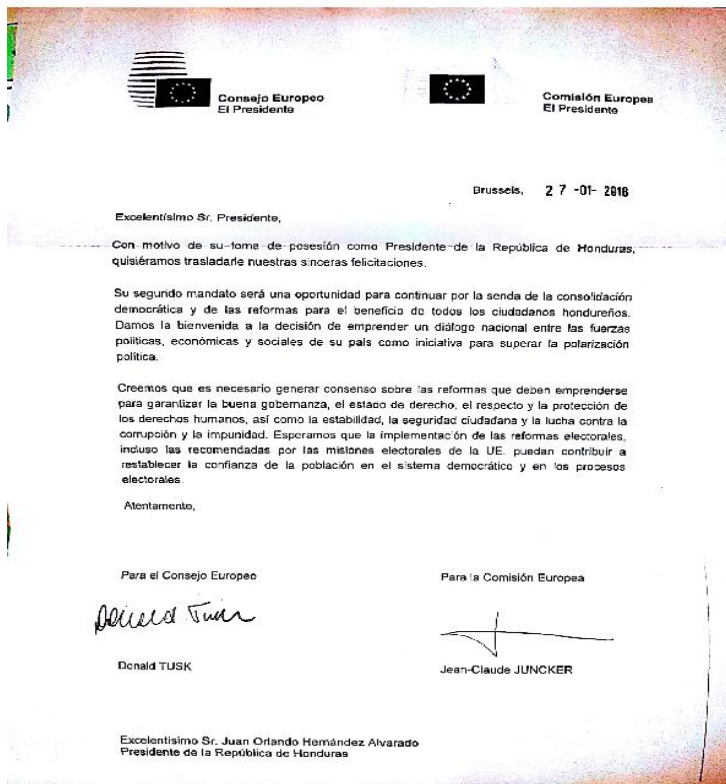 Consejo Europeo
El Presidente
Comisión Europea
El Presidente
Brussels, 27 -01- 2018
Excelentísimo Sr. Presidente,
Con motivo de su toma de posesión como Presidente de la República de Honduras,
quisiéramos trasladarle nuestras sinceras felicitaciones.
Su segundo mandato será una oportunidad para continuar por la senda de la consolidación
democrática y de las reformas para el beneficio de todos los ciudadanos hondureños.
Damos la bienvenida a la decisión de emprender un diálogo nacional entre las fuerzas
políticas, económicas y sociales de su país como iniciativa para superar la polarización
política.
Creemos que es necesario generar consenso sobre las reformas que deben emprenderse
para garantizar la buena gobernanza, el estado de derecho, el respeto y la protección de
los derechos humanos, así como la estabilidad, la seguridad ciudadana y la lucha contra la
corrupción y la impunidad. Esperamos que la implementación de las reformas electorales,
incluso las recomendadas por las misiones electorales de la UE, puedan contribuir a
restablecer la confianza de la población en el sistema democrático y en los procesos
electorales.
Atentamente,
Para el Consejo Europeo
Para la Comisión Europea
Donald Tusk
Donald TUSK
Jean-Claude JUNCKER
Excelentísimo Sr. Juan Orlando Hernández Alvarado
Presidente de la República de Honduras